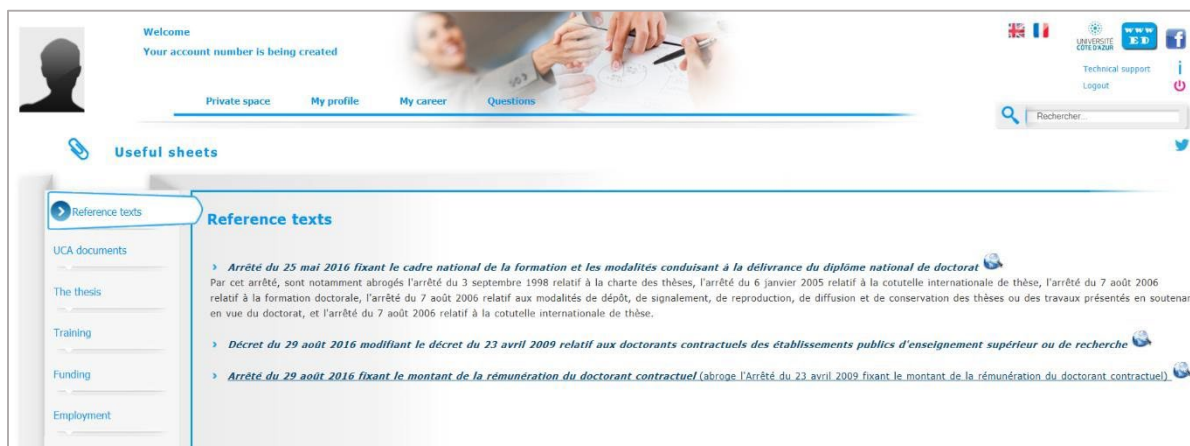 Welcome
Your account number is being created
UNIVERSITÉ
CÔTE D'AZUR
WWW
ED
f
Technical support
i
Logout
Private space My profile My career Questions
Rechercher...
Useful sheets
Reference texts
Reference texts
UCA documents
Arrêté du 25 mai 2016 fixant le cadre national de la formation et les modalités conduisant à la délivrance du diplôme national de doctorat
Par cet arrêté, sont notamment abrogés l'arrêté du 3 septembre 1998 relatif à la charte des thèses, l'arrêté du 6 janvier 2005 relatif à la cotutelle internationale de thèse, l'arrêté du 7 août 2006
The thesis
relatif à la formation doctorale, l'arrêté du 7 août 2006 relatif aux modalités de dépôt, de signalement, de reproduction, de diffusion et de conservation des thèses ou des travaux présentés en soutenan
en vue du doctorat, et l'arrêté du 7 août 2006 relatif à la cotutelle internationale de thèse.
Training
Décret du 29 août 2016 modifiant le décret du 23 avril 2009 relatif aux doctorants contractuels des établissements publics d'enseignement supérieur ou de recherche
Funding
Arrêté du 29 août 2016 fixant le montant de la rémunération du doctorant contractuel (abroge l'Arrêté du 23 avril 2009 fixant le montant de la rémunération du doctorant contractuel)
Employment